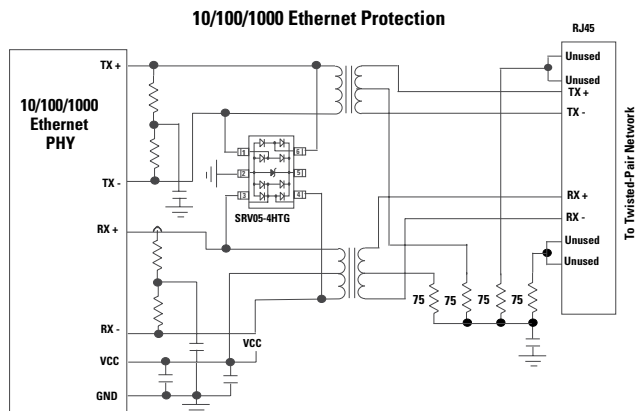 10/100/1000 Ethernet Protection
RJ45
10/100/1000
Ethernet
PHY
TX +
TX -
RX +
RX -
VCC
GND
1
2
3
6
5
4
SRV05-4HTG
VCC
75
75
75
75
Unused
Unused
TX +
TX -
RX +
RX -
Unused
Unused
To Twisted-Pair Network